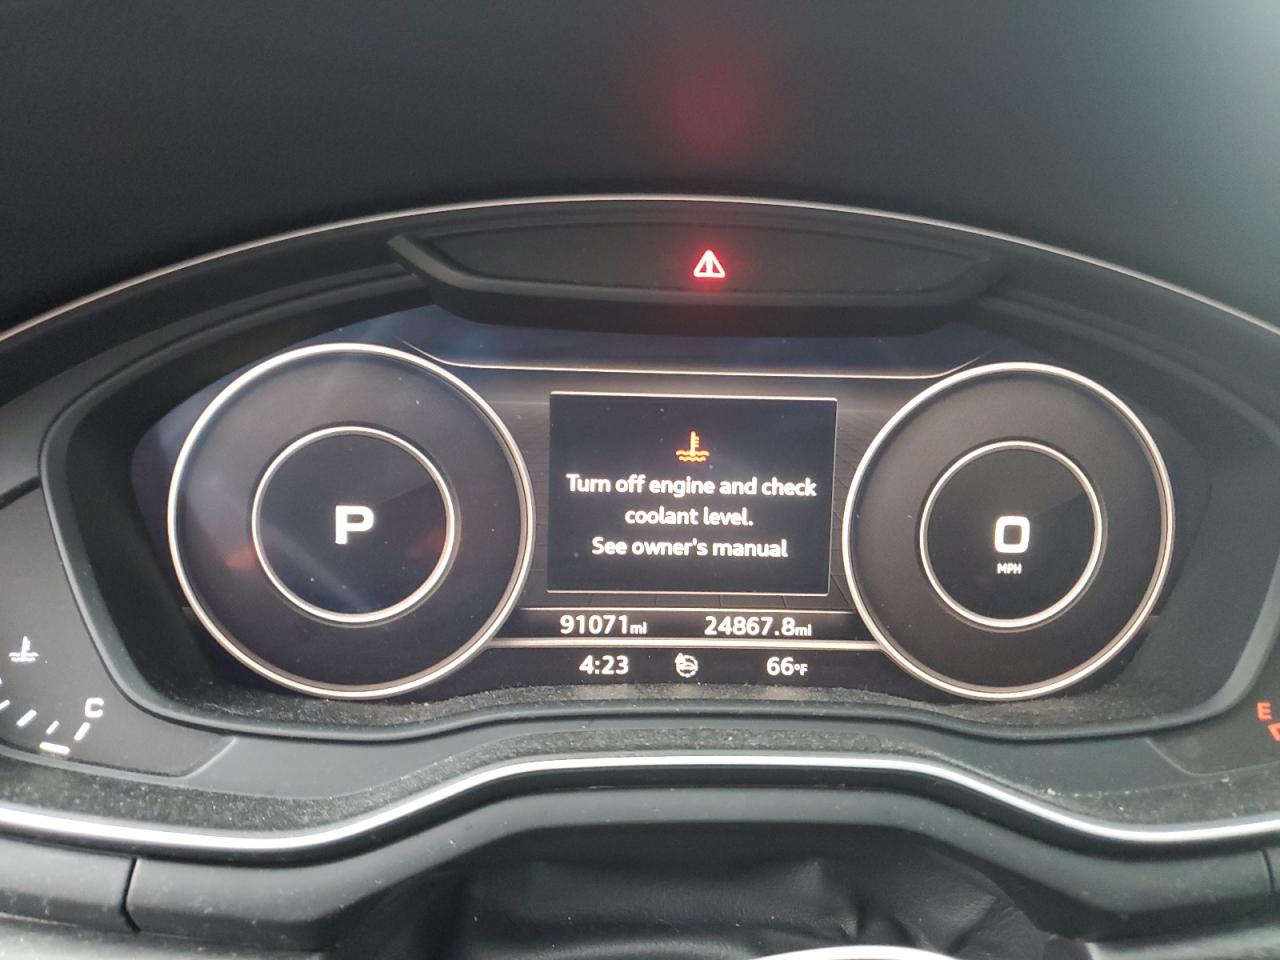 P
Turn off engine and check
coolant level.
See owner's manual
0
MPH
91071mi 24867.8mi
4:23 66°F
C
E